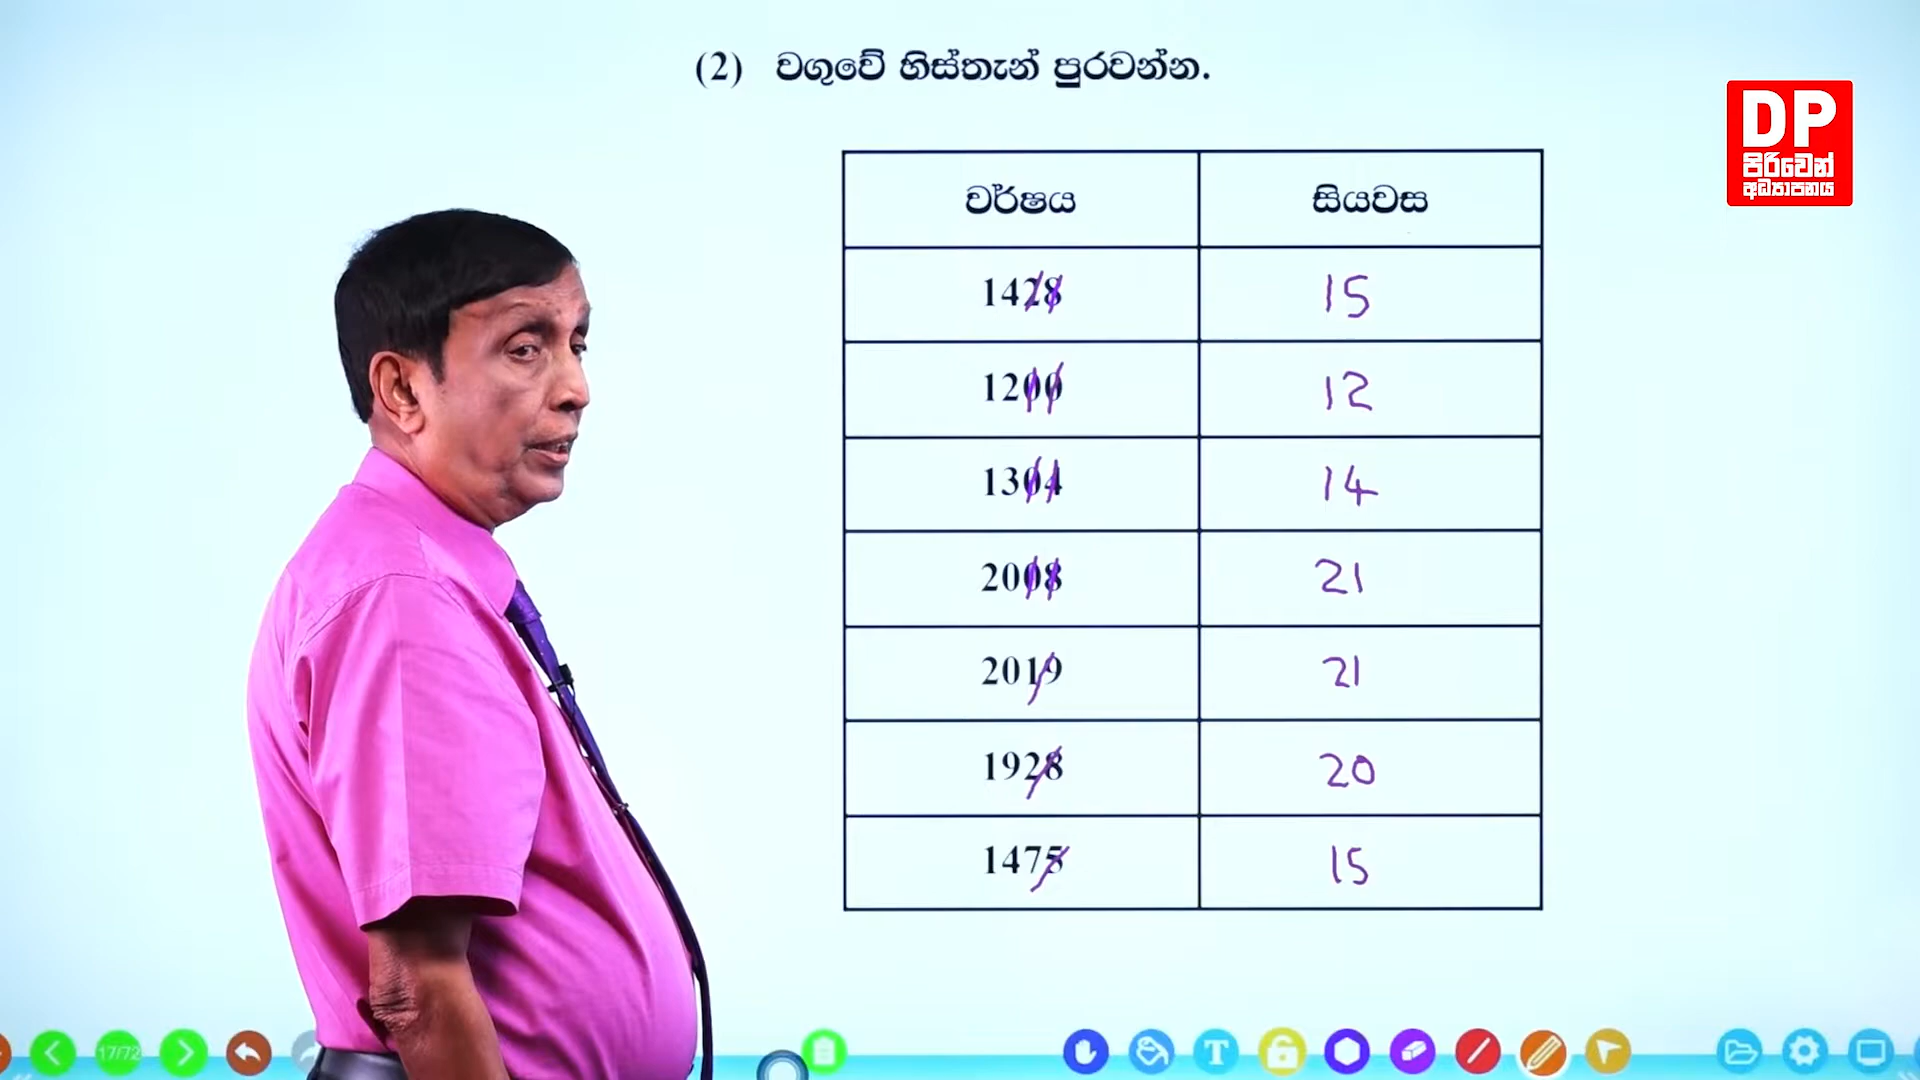 (2) වගුවේ හිස්තැන් පුරවන්න.
DP
පිරිවෙන්
අධ්‍යාපනය
වර්ෂය සියවස
1428 15
1200 12
1304 14
2008 21
2019 21
1928 20
1475 15
17/72
T